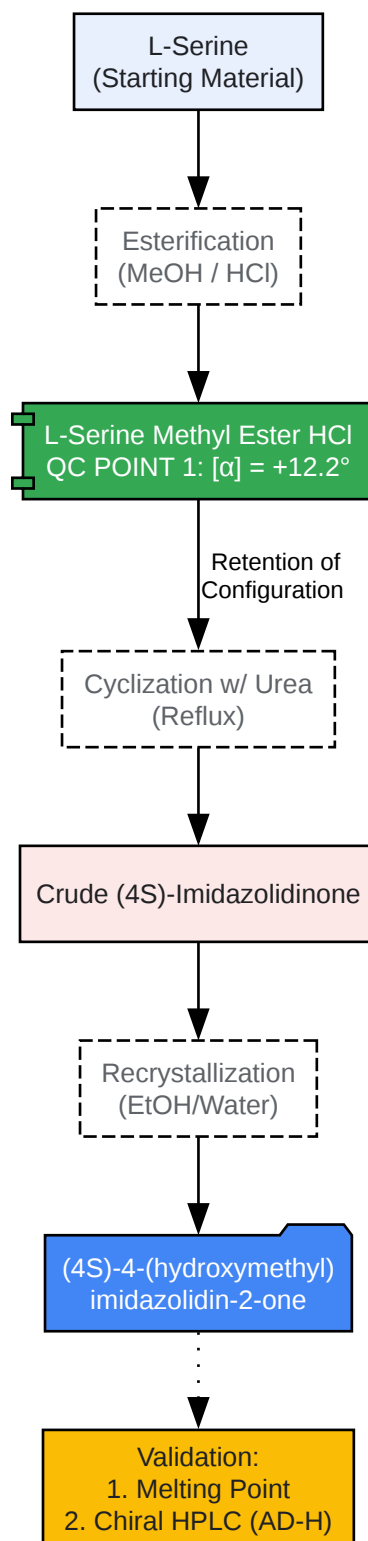 L-Serine
(Starting Material)
Esterification
(MeOH / HCl)
L-Serine Methyl Ester HCl
QC POINT 1: [α] = +12.2°
Retention of
Configuration
Cyclization w/ Urea
(Reflux)
Crude (4S)-Imidazolidinone
Recrystallization
(EtOH/Water)
(4S)-4-(hydroxymethyl)
imidazolidin-2-one
Validation:
1. Melting Point
2. Chiral HPLC (AD-H)